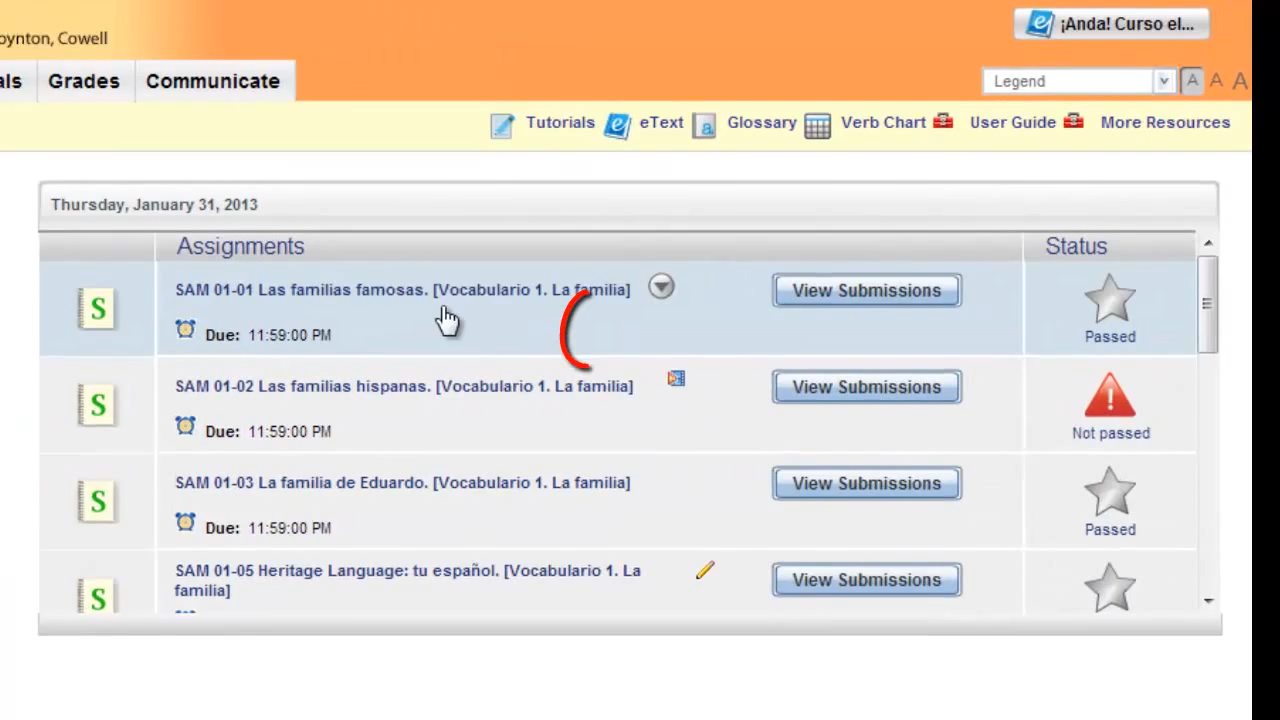 oynton, Cowell
¡Anda! Curso el...
als Grades Communicate
Legend A A A
Tutorials eText Glossary Verb Chart User Guide More Resources
Thursday, January 31, 2013
Assignments Status
SAM 01-01 Las familias famosas. [Vocabulario 1. La familia] View Submissions
Due: 11:59:00 PM Passed
SAM 01-02 Las familias hispanas. [Vocabulario 1. La familia] View Submissions
Due: 11:59:00 PM Not passed
SAM 01-03 La familia de Eduardo. [Vocabulario 1. La familia] View Submissions
Due: 11:59:00 PM Passed
SAM 01-05 Heritage Language: tu español. [Vocabulario 1. La
familia] View Submissions